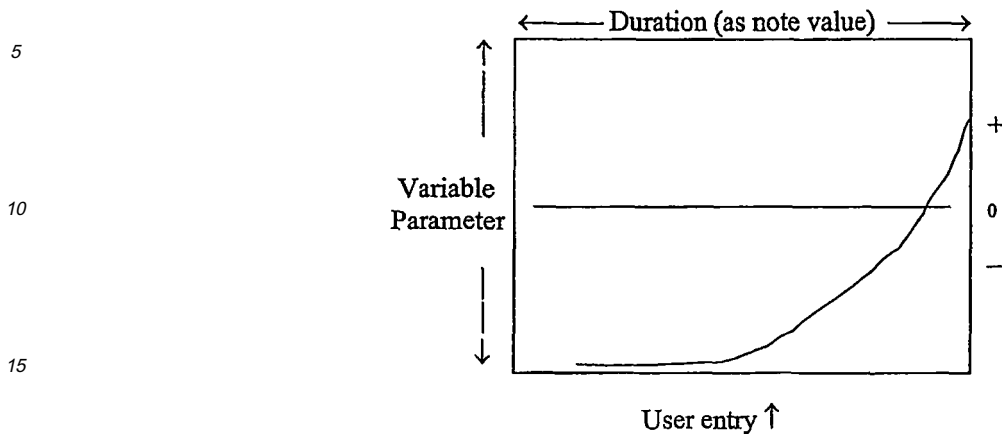 ← Duration (as note value) →
5
+
Variable
Parameter
10
0
—
15
User entry ↑